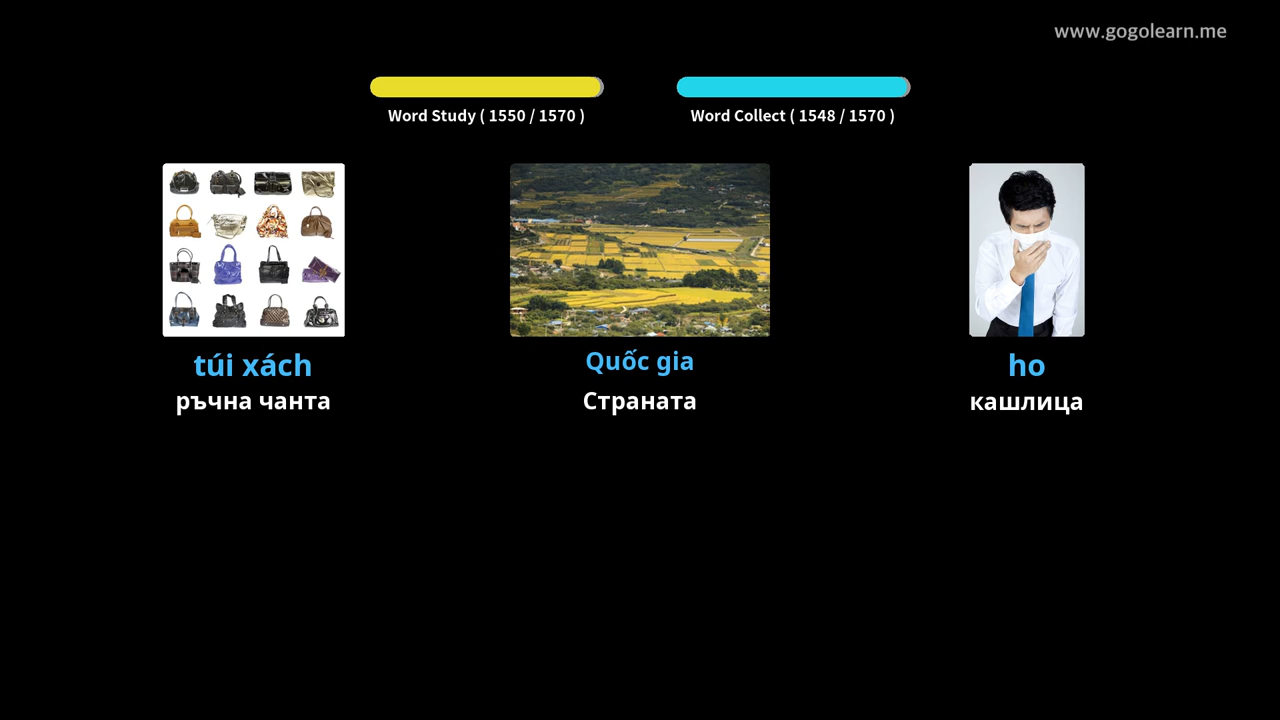 www.gogolearn.me
Word Study ( 1550 / 1570 )
Word Collect ( 1548 / 1570 )
túi xách
ръчна чанта
Quốc gia
Страната
ho
кашлица